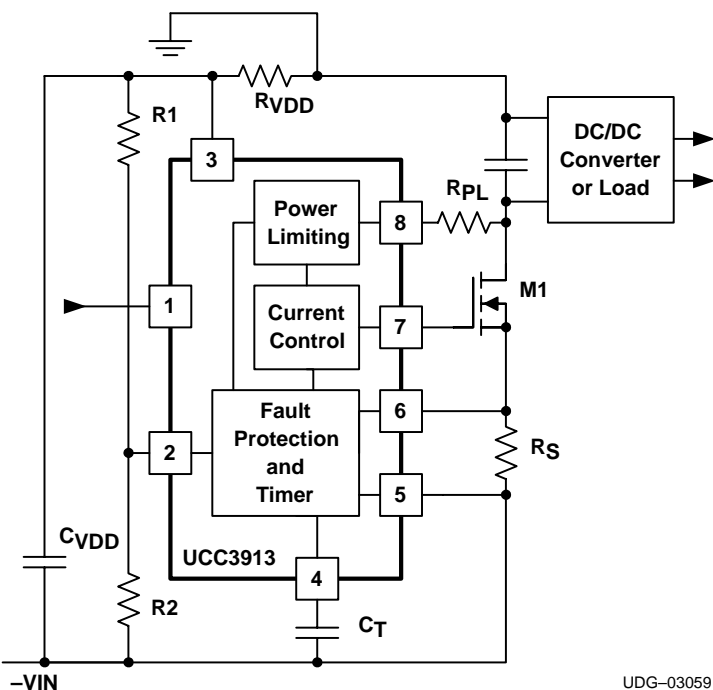 RVDD
R1
3
DC/DC
Converter
or Load
RPL
Power
Limiting
8
M1
1
Current
Control
7
Fault
Protection
and
Timer
6
2
RS
5
CVDD
UCC3913
4
R2
CT
–VIN
UDG–03059